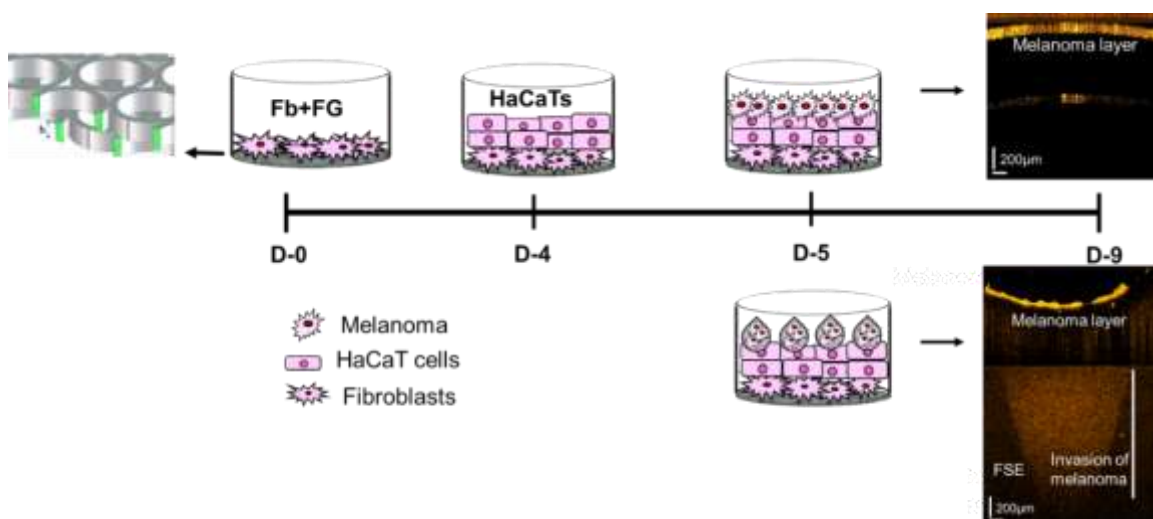 Melanoma layer
200μm
Fb+FG
HaCaTs
D-0
D-4
D-5
D-9
Melanoma
HaCaT cells
Fibroblasts
Melanoma layer
FSE
Invasion of
melanoma
200μm